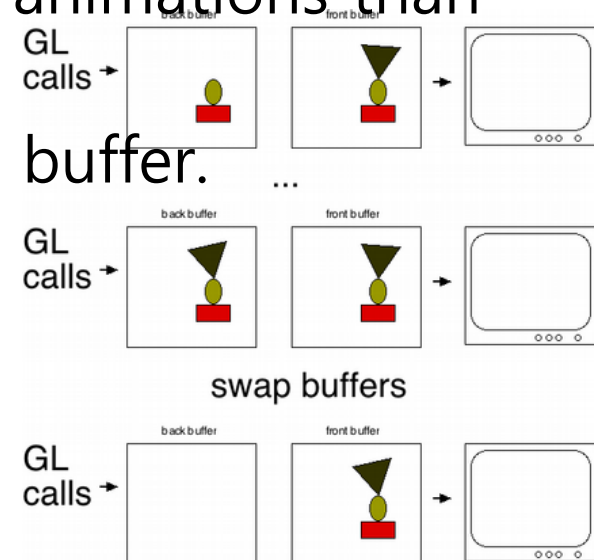 animations than
back buffer front buffer
GL
calls
buffer.
...
back buffer front buffer
GL
calls
swap buffers
back buffer front buffer
GL
calls